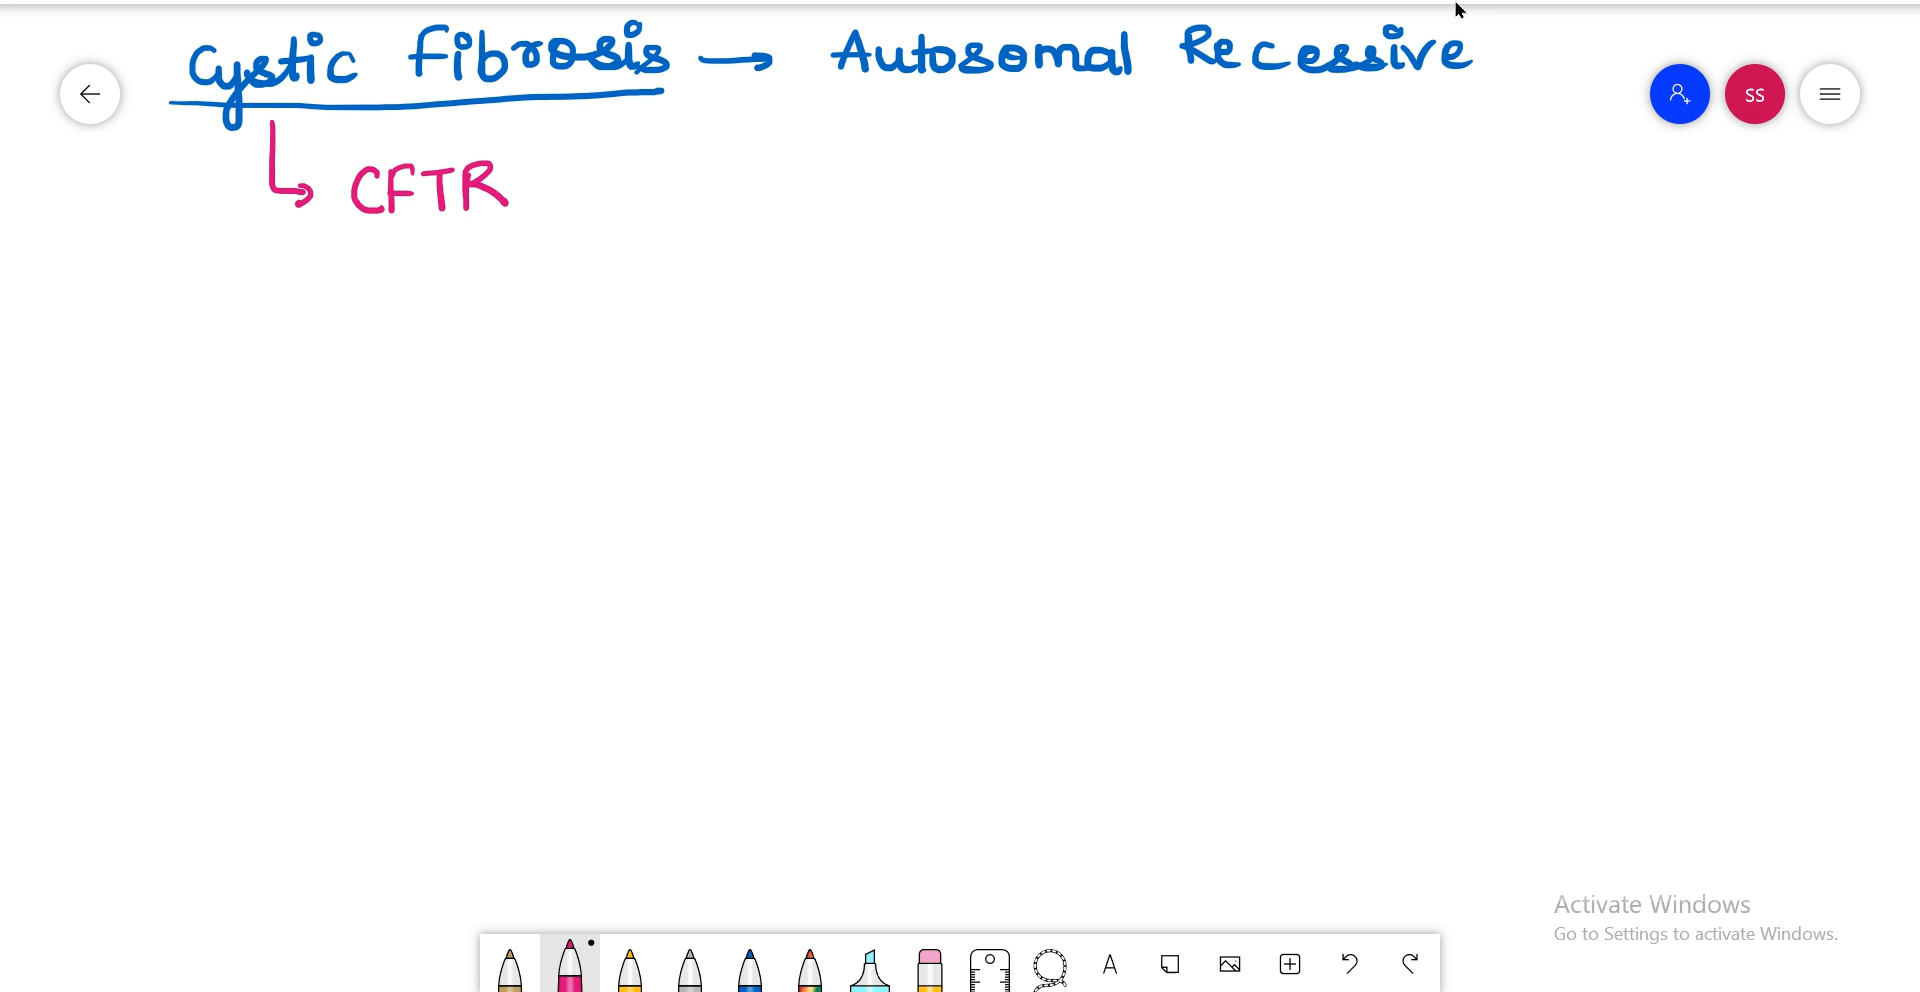 Cystic Fibrosis → Autosomal Recessive
↳ CFTR
SS
A
Activate Windows
Go to Settings to activate Windows.